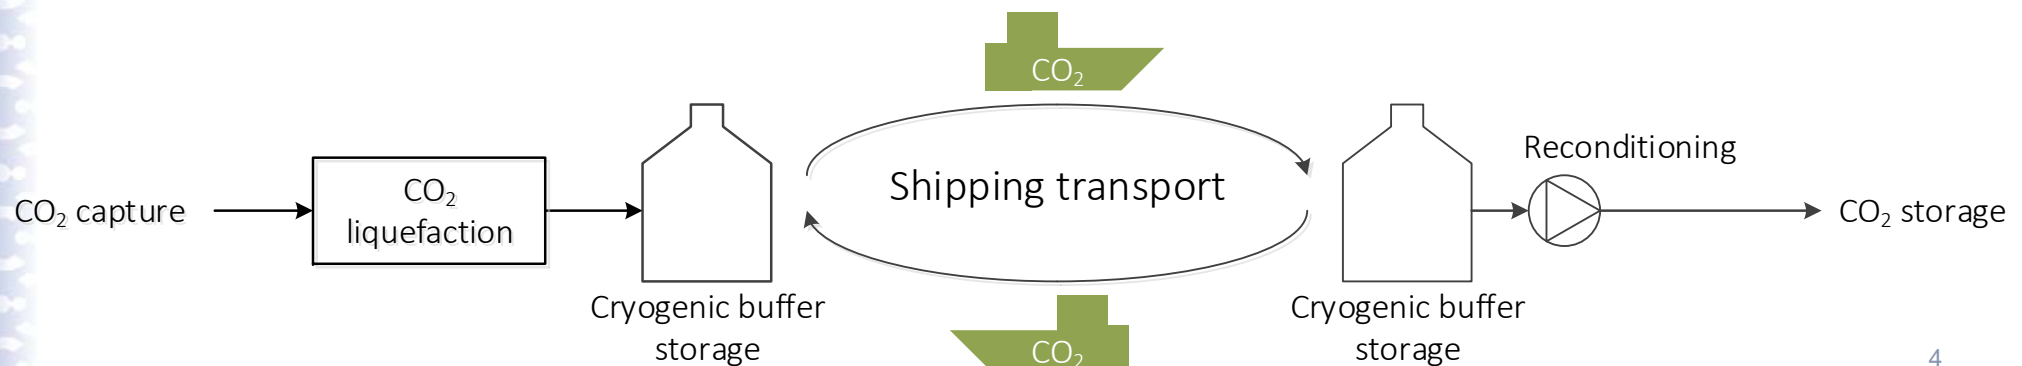 CO₂
Reconditioning
CO₂ capture
CO₂
liquefaction
Shipping transport
CO₂ storage
Cryogenic buffer
storage
Cryogenic buffer
storage
CO₂
4